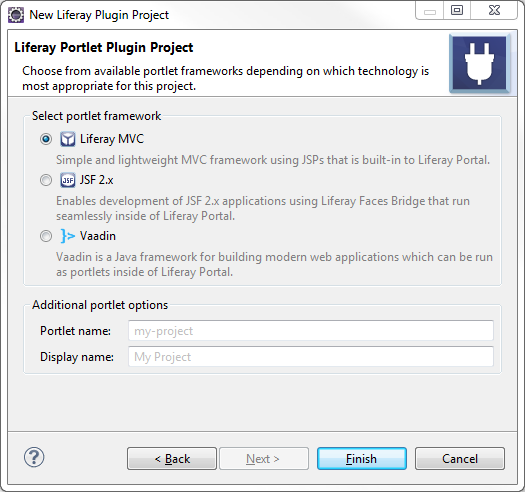 New Liferay Plugin Project
Liferay Portlet Plugin Project
Choose from available portlet frameworks depending on which technology is
most appropriate for this project.
Select portlet framework
Liferay MVC
Simple and lightweight MVC framework using JSPs that is built-in to Liferay Portal.
JSF JSF 2.x
Enables development of JSF 2.x applications using Liferay Faces Bridge that run
seamlessly inside of Liferay Portal.
Vaadin
Vaadin is a Java framework for building modern web applications which can be run
as portlets inside of Liferay Portal.
Additional portlet options
Portlet name: my-project
Display name: My Project
? < Back Next > Finish Cancel